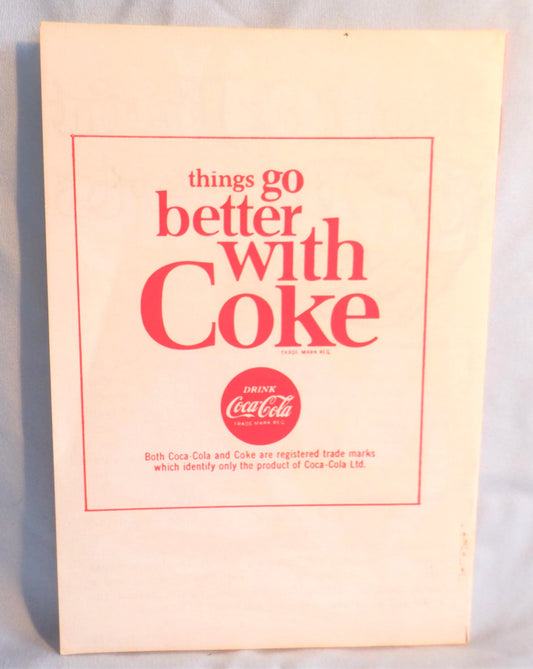 things go
better
with
Coke
TRADE MARK REG.
DRINK
Coca-Cola
TRADE MARK REG.
Both Coca-Cola and Coke are registered trade marks
which identify only the product of Coca-Cola Ltd.